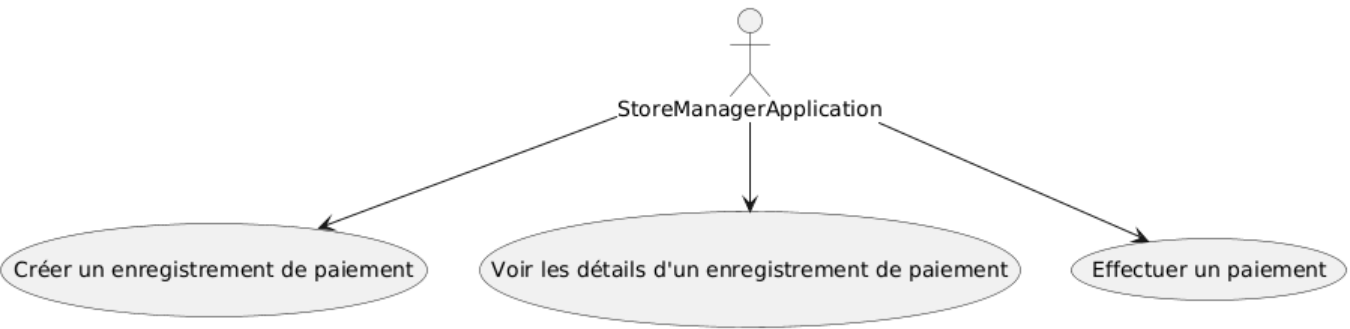 StoreManagerApplication
Créer un enregistrement de paiement
Voir les détails d'un enregistrement de paiement
Effectuer un paiement